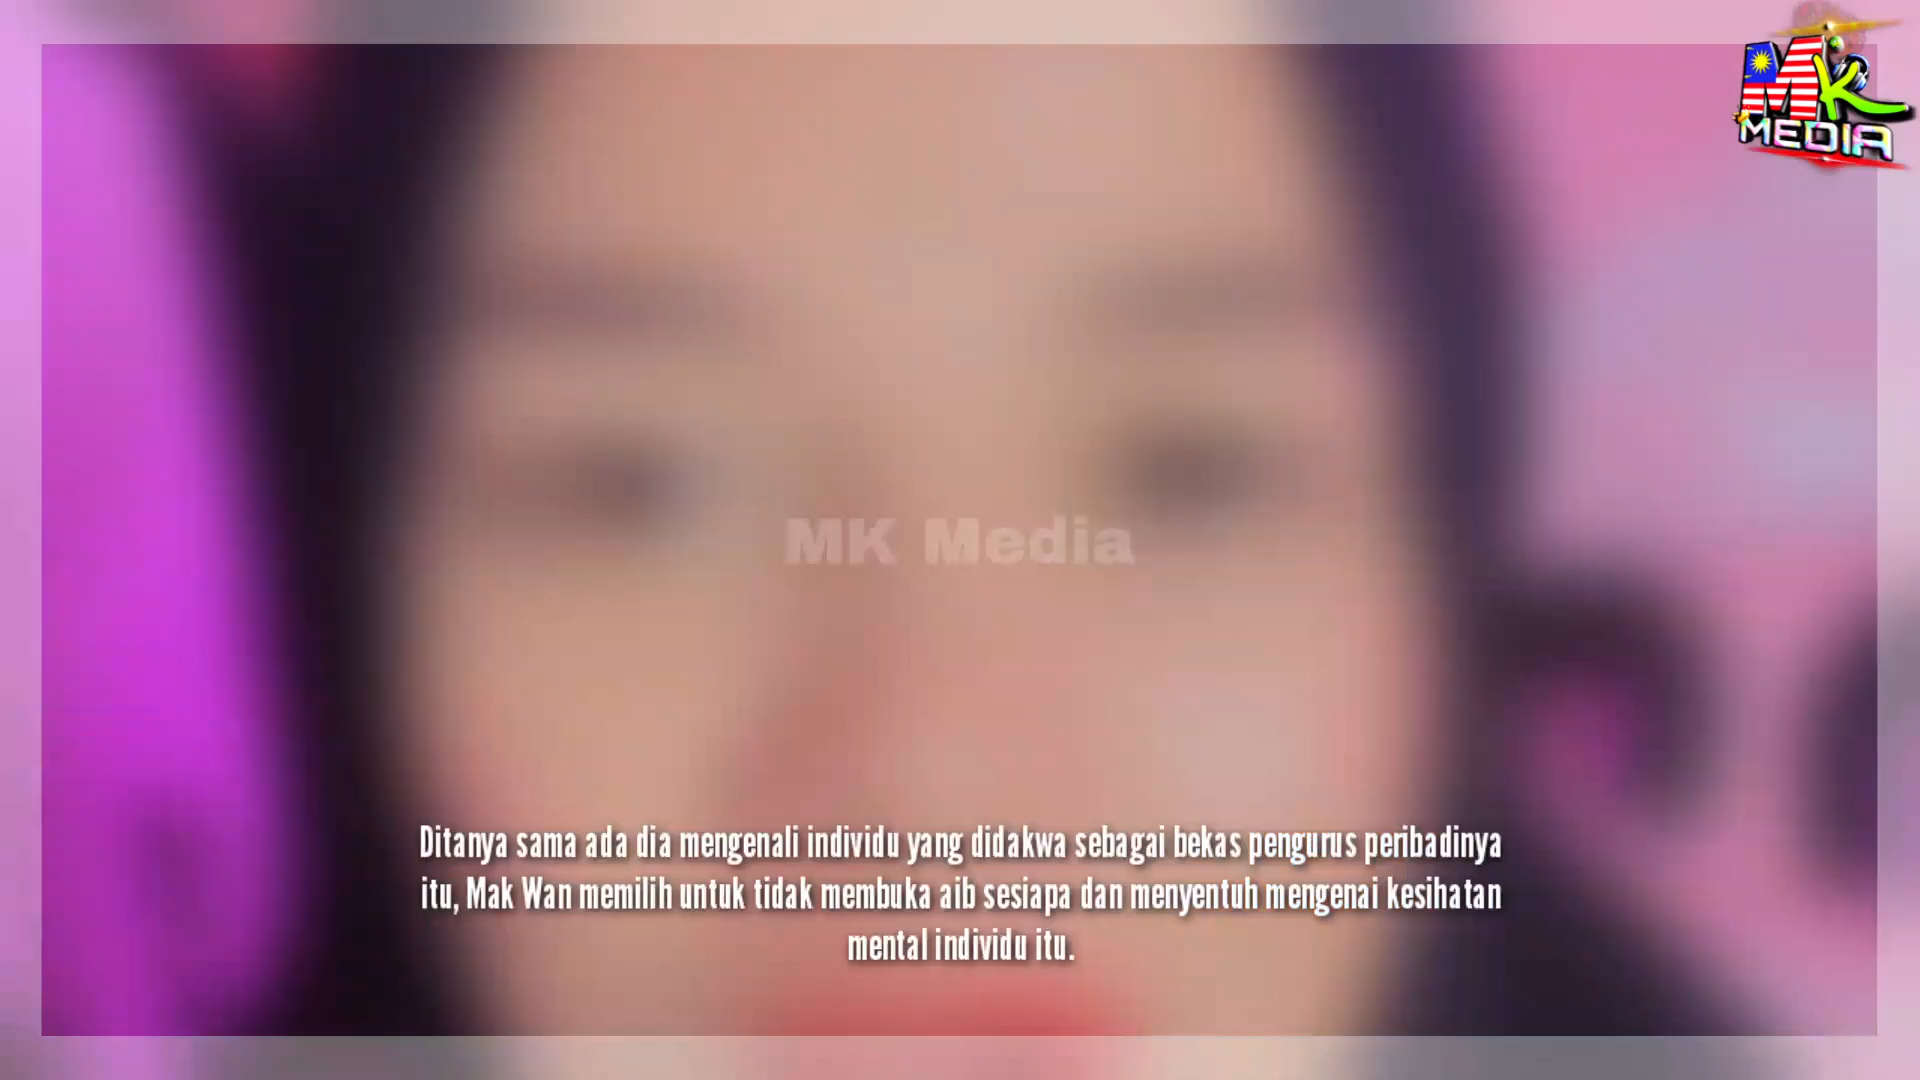 MK
MEDIA
MK Media
Ditanya sama ada dia mengenali individu yang didakwa sebagai bekas pengurus peribadinya
itu, Mak Wan memilih untuk tidak membuka aib sesiapa dan menyentuh mengenai kesihatan
mental individu itu.